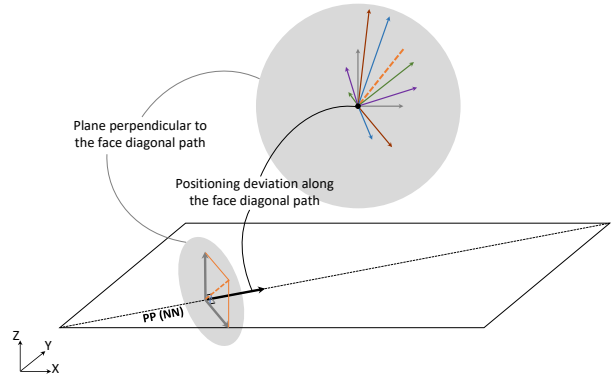 Plane perpendicular to
the face diagonal path
Positioning deviation along
the face diagonal path
PP (NN)
Z
Y
X